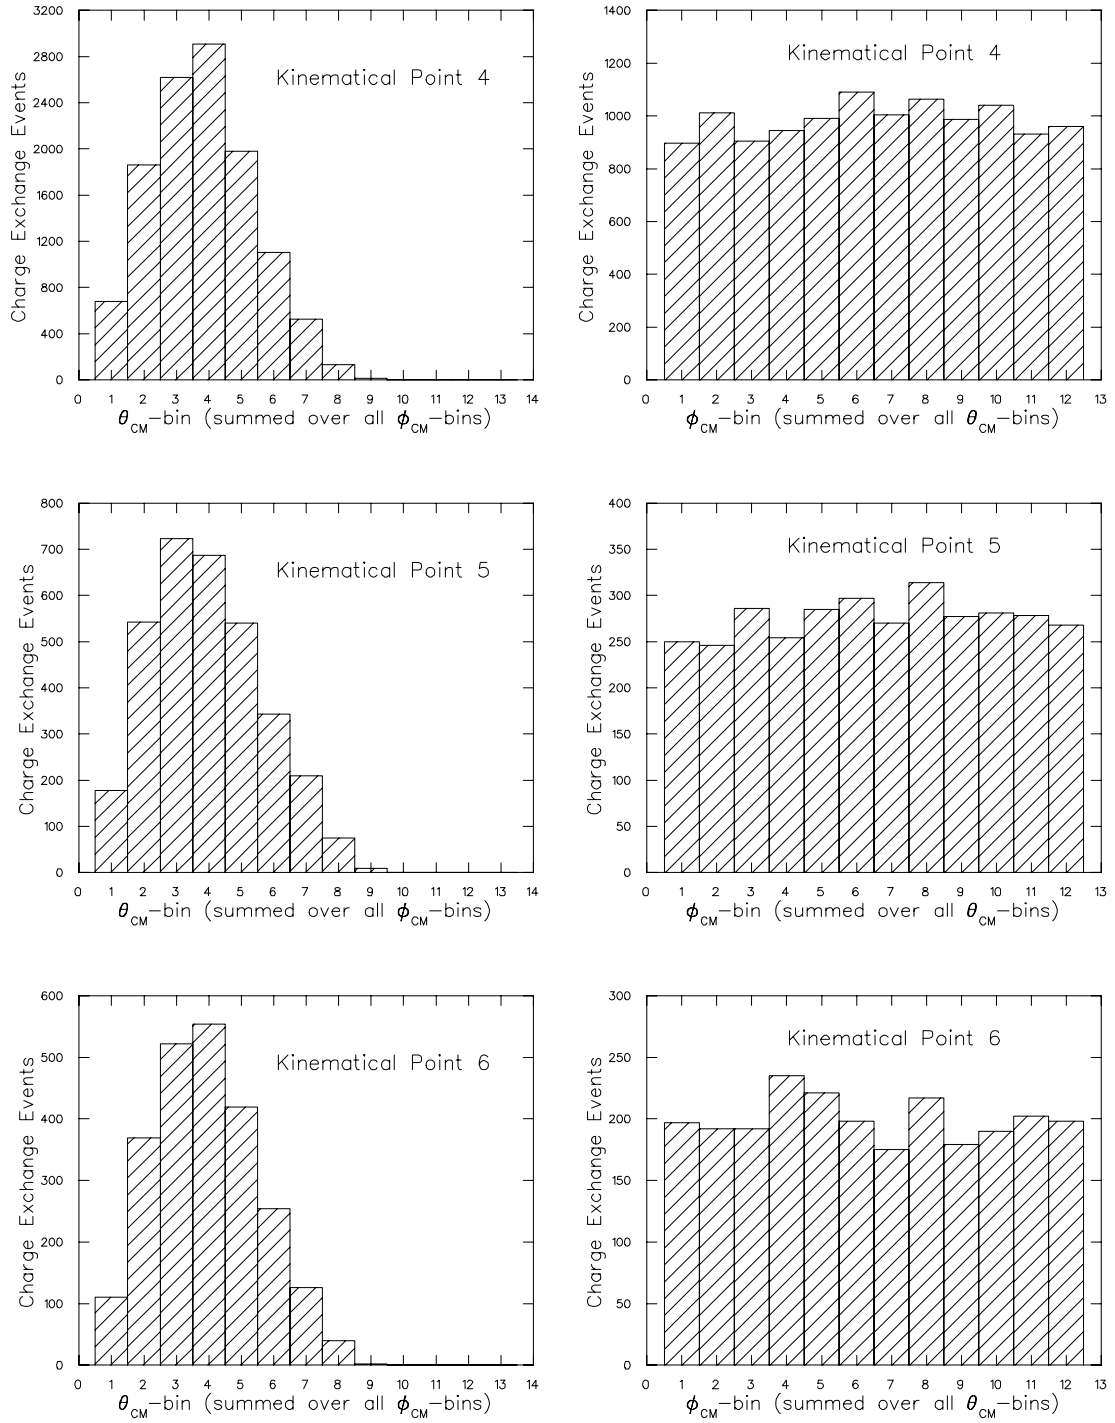 3200
2800
2400
2000
1600
1200
800
400
0
Charge Exchange Events
Kinematical Point 4
0 1 2 3 4 5 6 7 8 9 10 11 12 13 14
θCM-bin (summed over all ϕCM-bins)
1400
1200
1000
800
600
400
200
0
Charge Exchange Events
Kinematical Point 4
0 1 2 3 4 5 6 7 8 9 10 11 12 13
ϕCM-bin (summed over all θCM-bins)
800
700
600
500
400
300
200
100
0
Charge Exchange Events
Kinematical Point 5
0 1 2 3 4 5 6 7 8 9 10 11 12 13 14
θCM-bin (summed over all ϕCM-bins)
400
350
300
250
200
150
100
50
0
Charge Exchange Events
Kinematical Point 5
0 1 2 3 4 5 6 7 8 9 10 11 12 13
ϕCM-bin (summed over all θCM-bins)
600
500
400
300
200
100
0
Charge Exchange Events
Kinematical Point 6
0 1 2 3 4 5 6 7 8 9 10 11 12 13 14
θCM-bin (summed over all ϕCM-bins)
300
250
200
150
100
50
0
Charge Exchange Events
Kinematical Point 6
0 1 2 3 4 5 6 7 8 9 10 11 12 13
ϕCM-bin (summed over all θCM-bins)